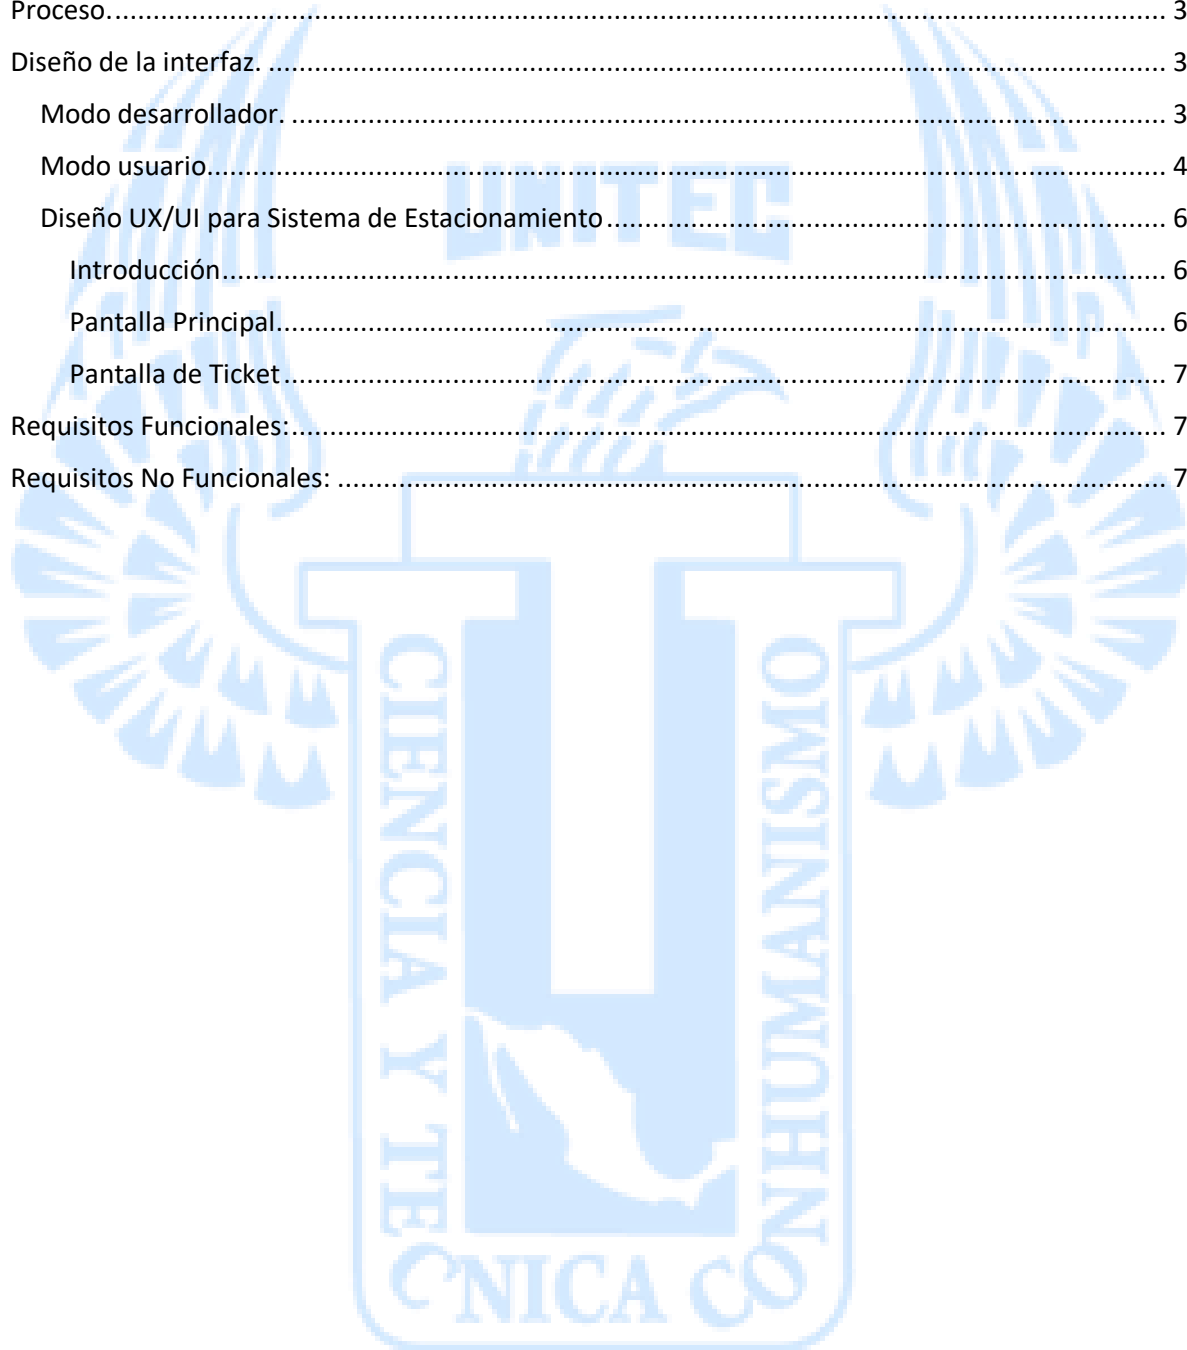 Proceso. ........ 3
Diseño de la interfaz. ........ 3
Modo desarrollador. ........ 3
Modo usuario. ........ 4
Diseño UX/UI para Sistema de Estacionamiento ........ 6
Introducción ........ 6
Pantalla Principal. ........ 6
Pantalla de Ticket ........ 7
Requisitos Funcionales: ........ 7
Requisitos No Funcionales: ........ 7
UNITEC
CIENCIA Y TECNICA CON HUMANISMO